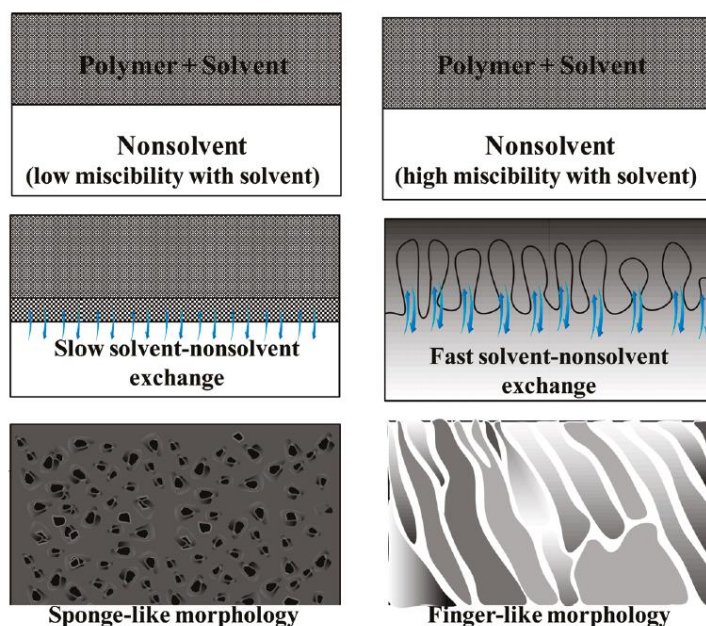 Polymer + Solvent
Nonsolvent
(low miscibility with solvent)
Slow solvent-nonsolvent
exchange
Sponge-like morphology
Polymer + Solvent
Nonsolvent
(high miscibility with solvent)
Fast solvent-nonsolvent
exchange
Finger-like morphology